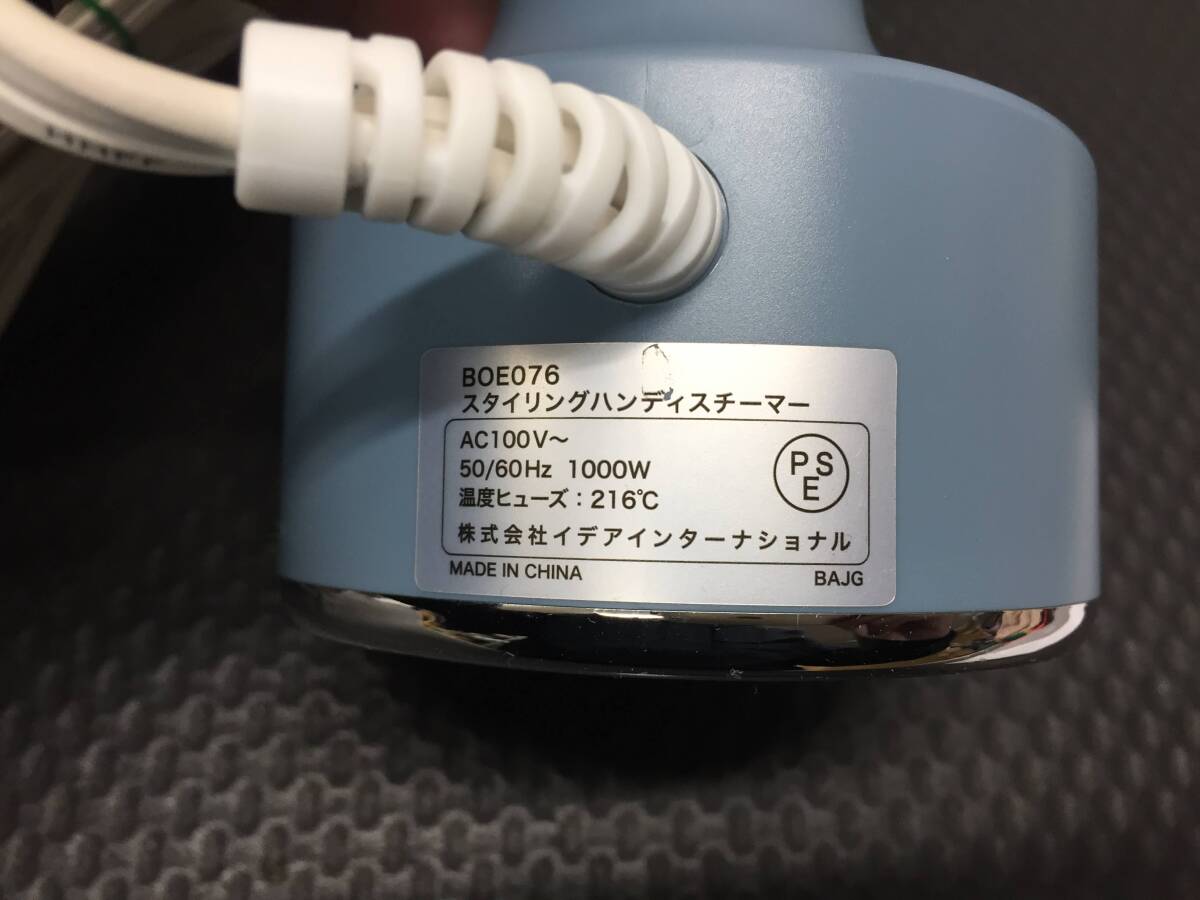 BOE076
スタイリングハンディスチーマー
AC100V～
50/60Hz 1000W
温度ヒューズ：216℃
PSE
株式会社イデアインターナショナル
MADE IN CHINA
BAJG